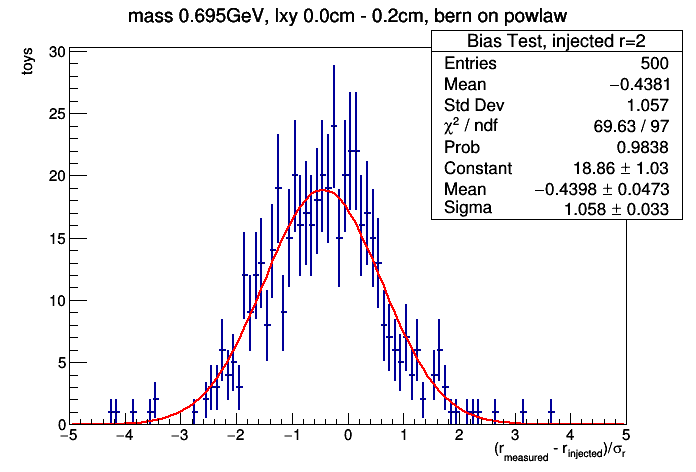 mass 0.695GeV, lxy 0.0cm - 0.2cm, bern on powlaw
toys
Bias Test, injected r=2
Entries 500
Mean −0.4381
Std Dev 1.057
χ² / ndf 69.63 / 97
Prob 0.9838
Constant 18.86 ± 1.03
Mean −0.4398 ± 0.0473
Sigma 1.058 ± 0.033
30
25
20
15
10
5
0
−5 −4 −3 −2 −1 0 1 2 3 4 5
(r_measured - r_injected)/σ_r